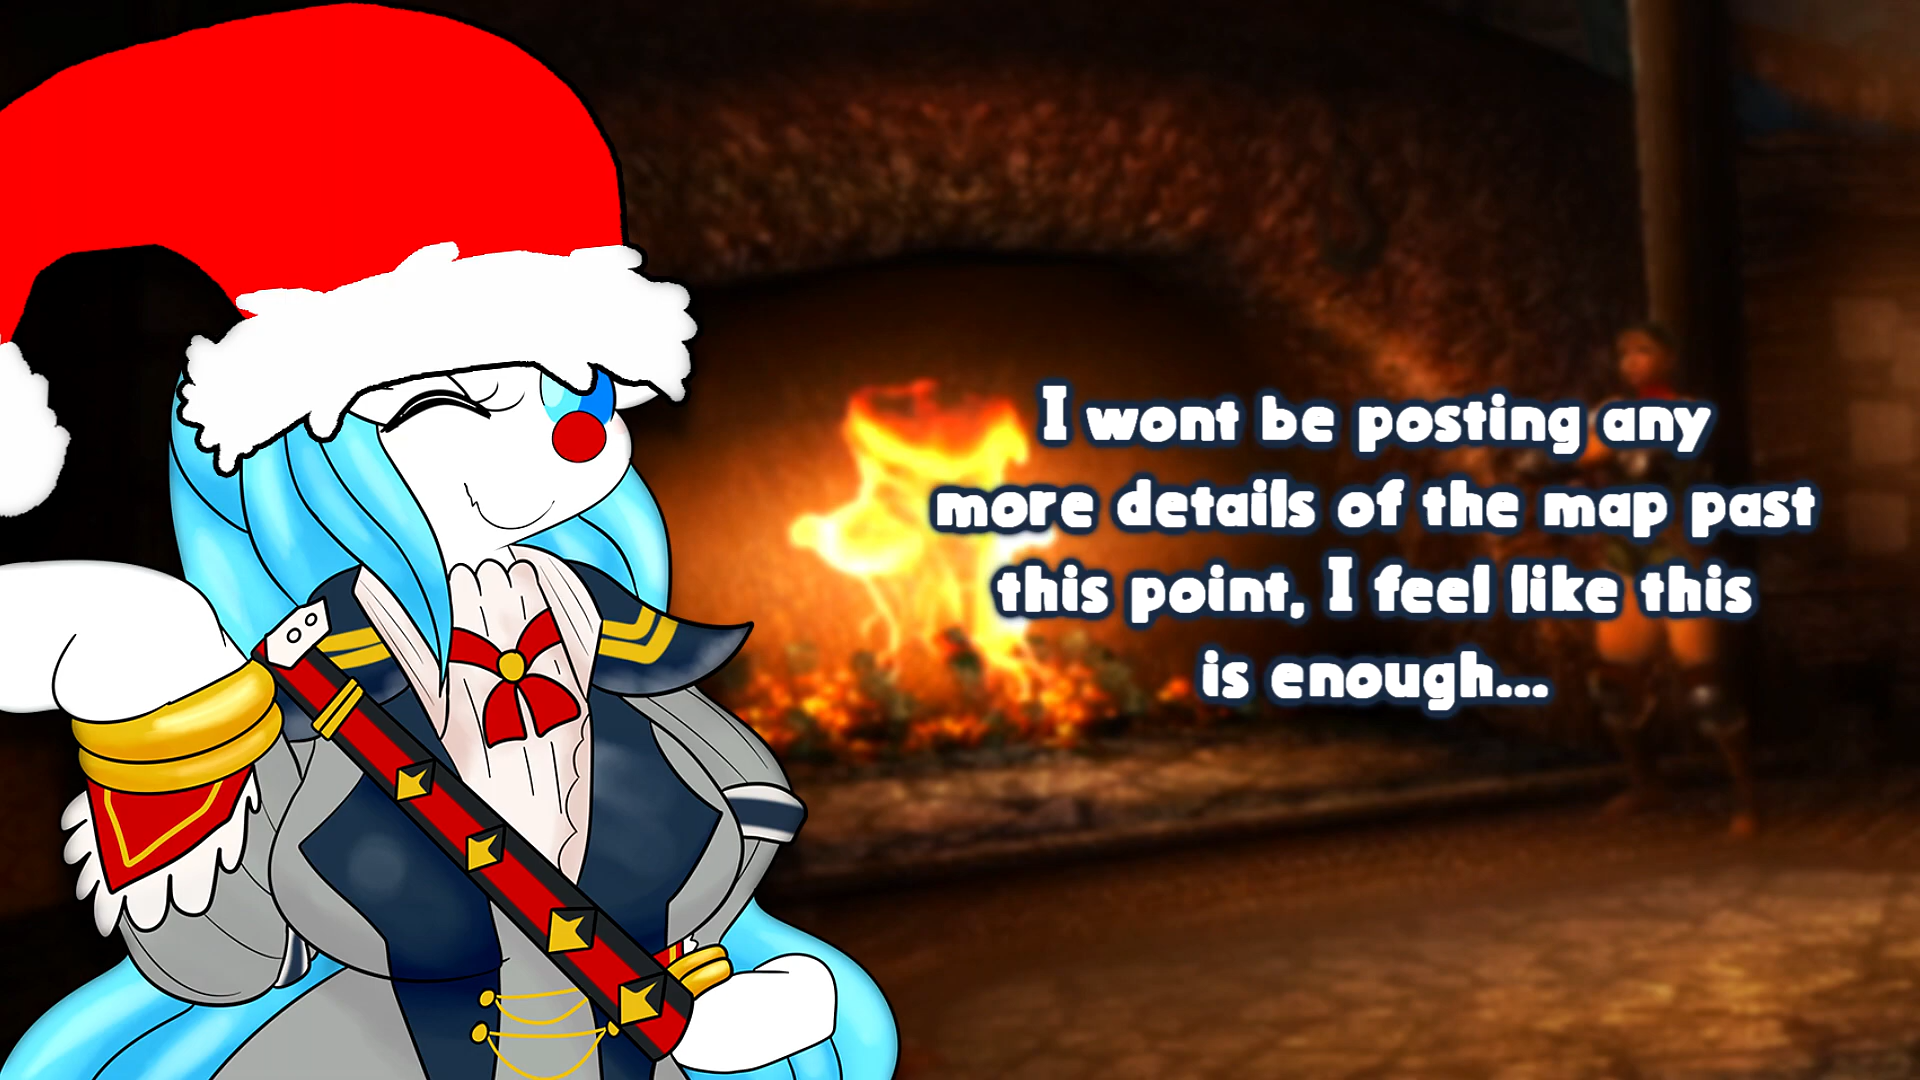 I wont be posting any
more details of the map past
this point, I feel like this
is enough...